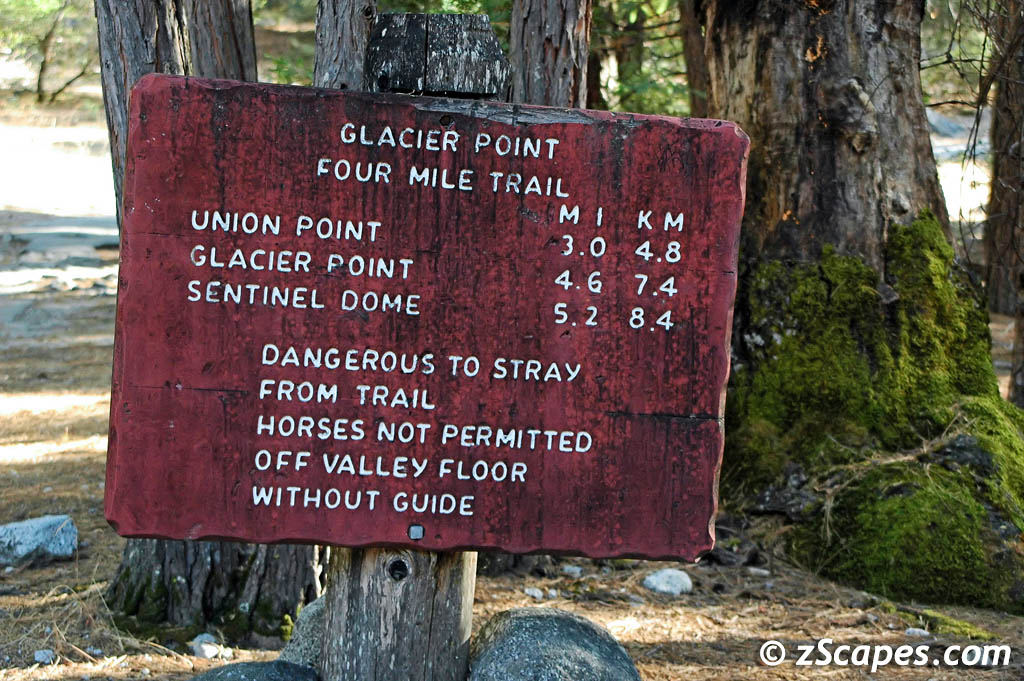 GLACIER POINT
FOUR MILE TRAIL
MI KM
UNION POINT 3.0 4.8
GLACIER POINT 4.6 7.4
SENTINEL DOME 5.2 8.4
DANGEROUS TO STRAY
FROM TRAIL
HORSES NOT PERMITTED
OFF VALLEY FLOOR
WITHOUT GUIDE
© zScapes.com